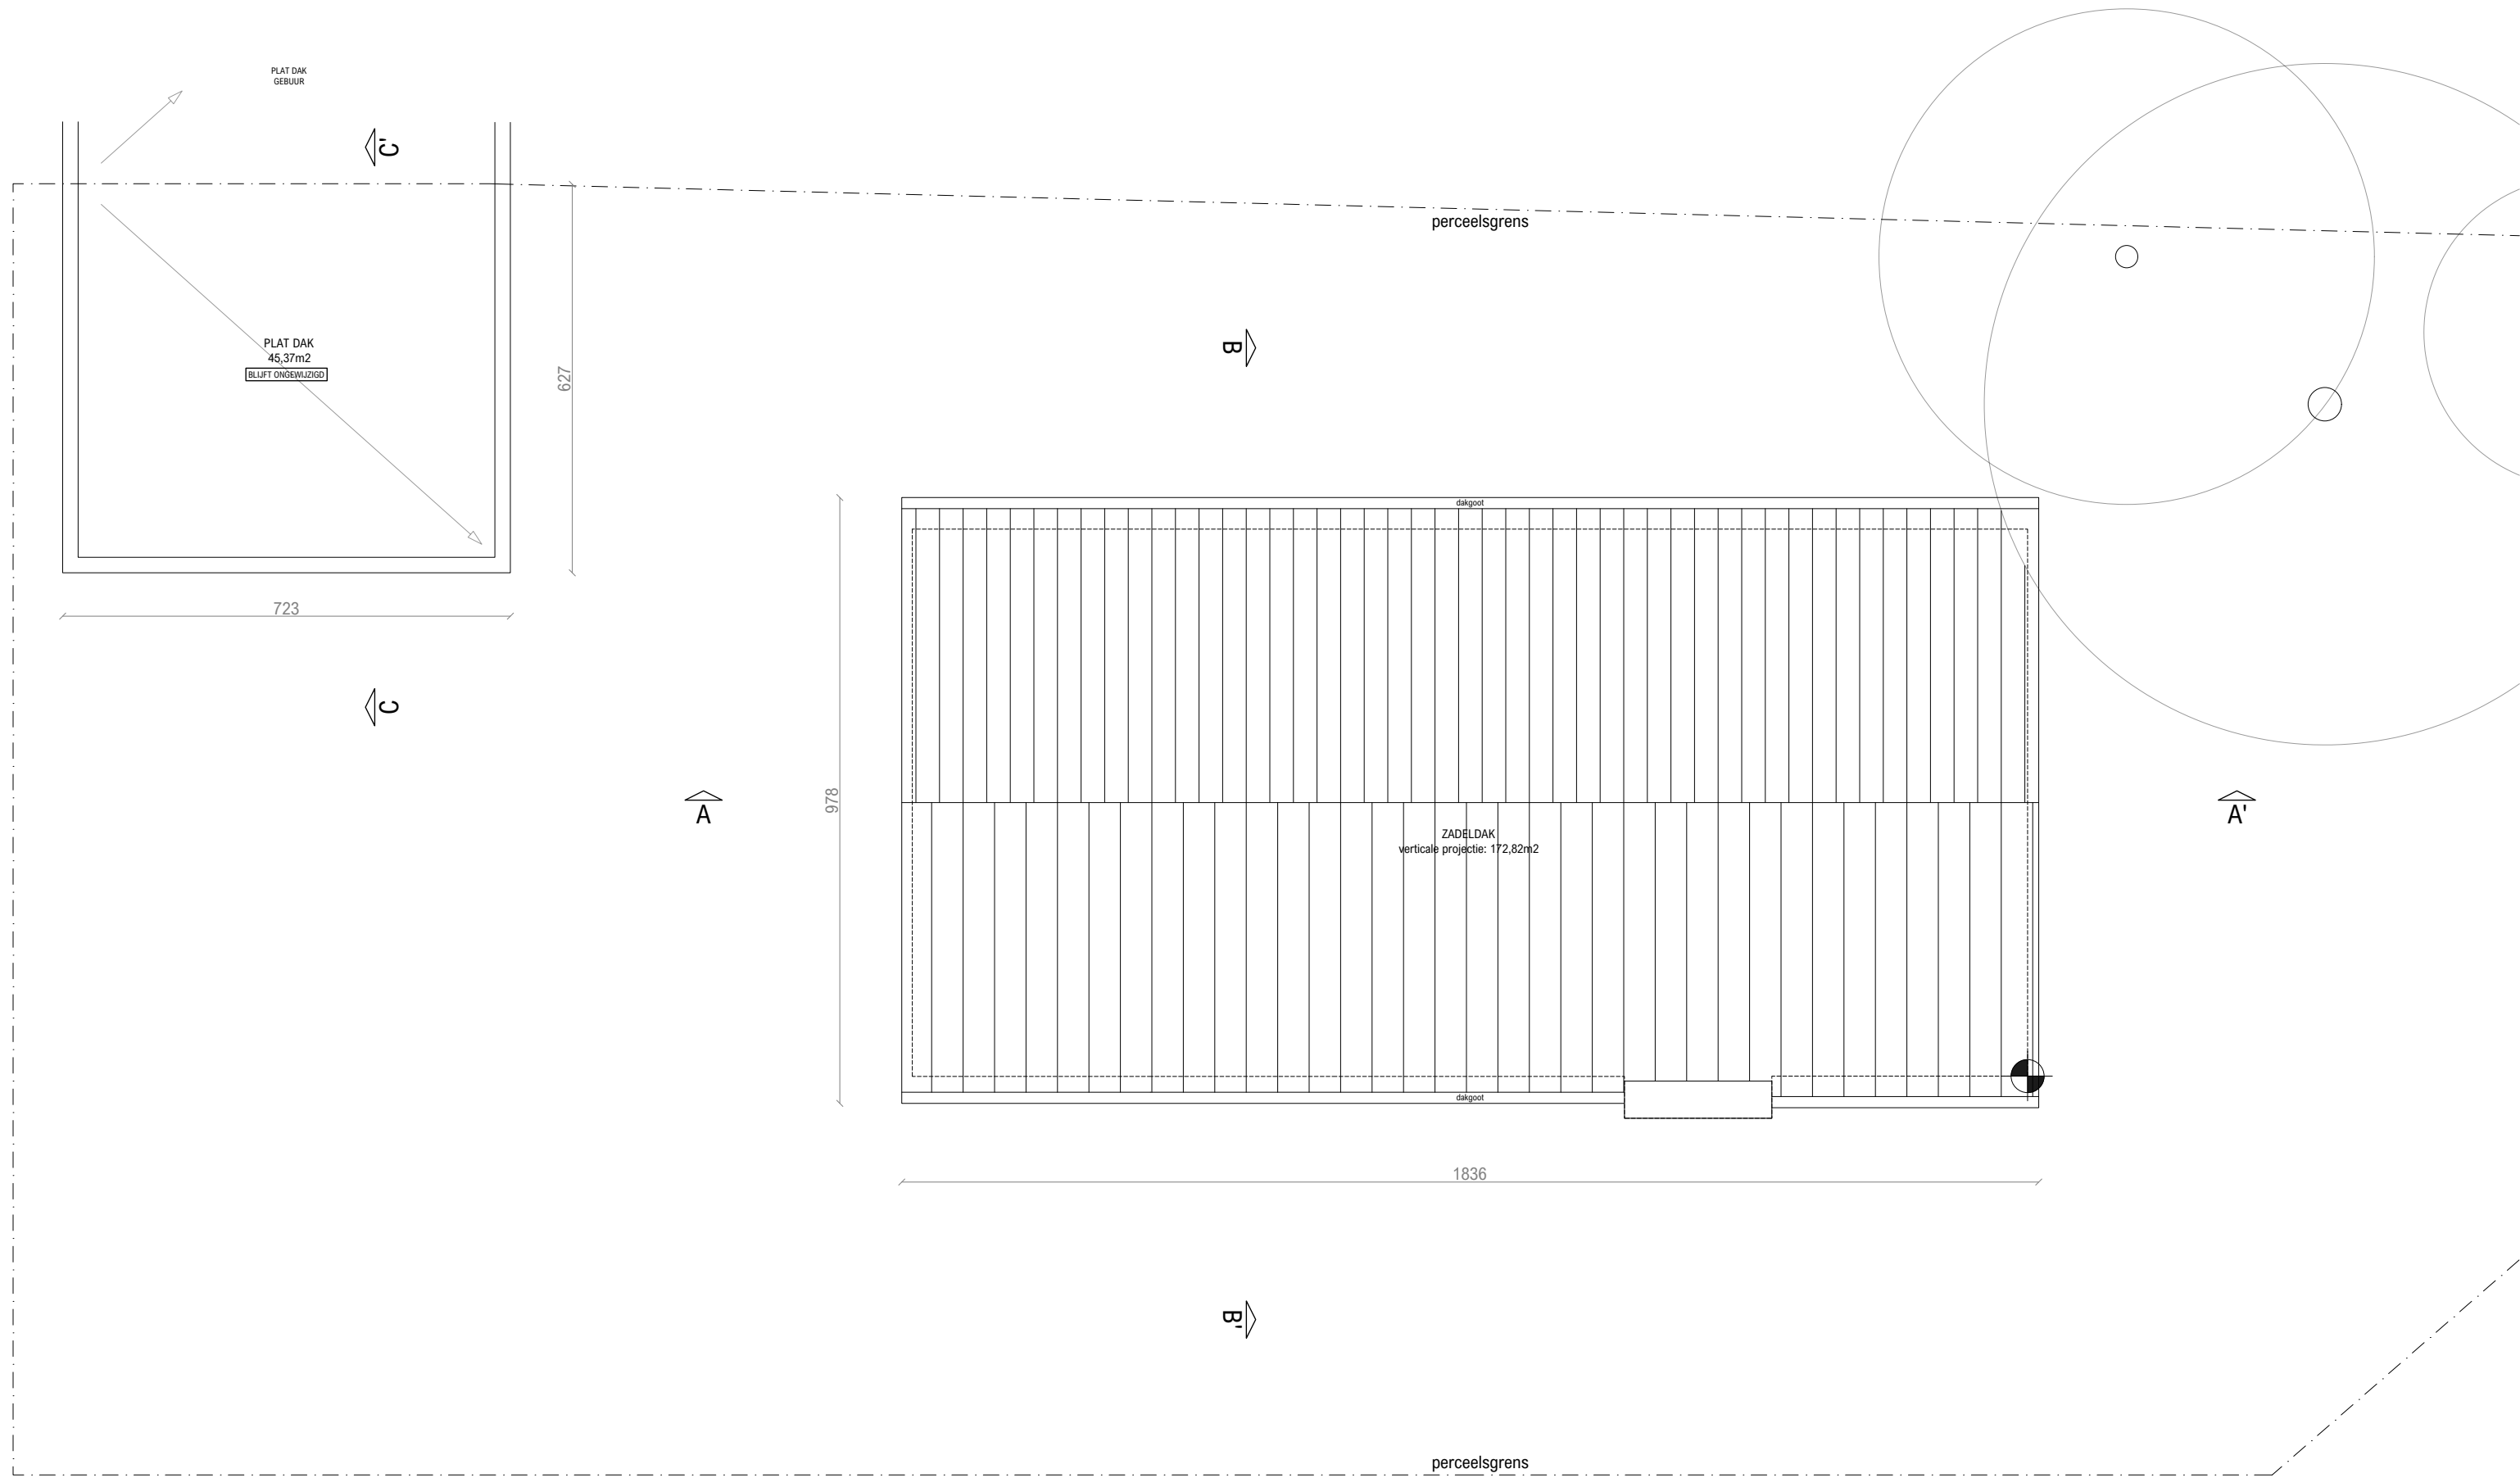 PLAT DAK
GEBUUR
C'
perceelsgrens
PLAT DAK
45,37m2
BLIJFT ONGEWIJZIGD
627
B
dakgoot
723
C
A
978
A'
ZADELDAK
verticale projectie: 172,82m2
dakgoot
1836
B'
perceelsgrens